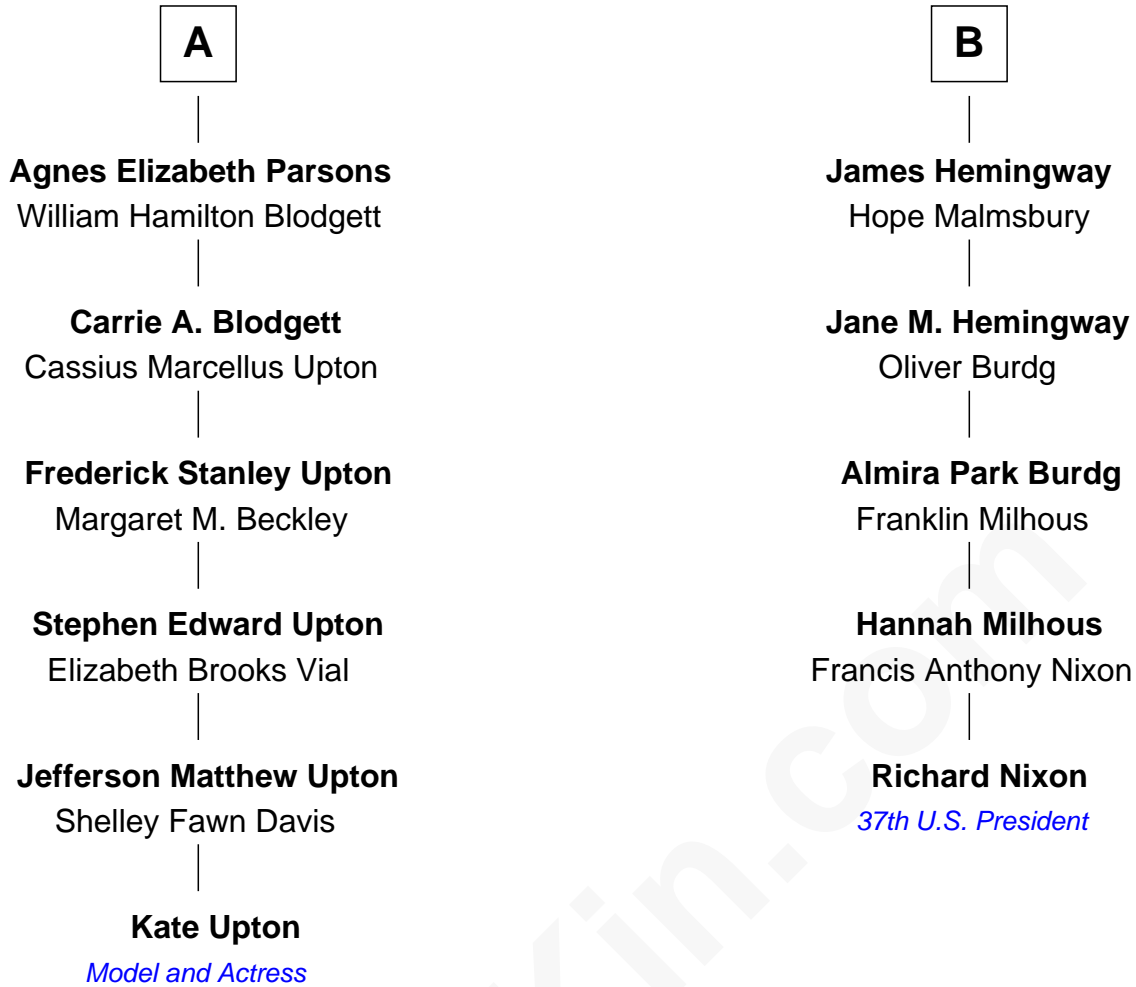 A
Agnes Elizabeth Parsons
William Hamilton Blodgett
Carrie A. Blodgett
Cassius Marcellus Upton
Frederick Stanley Upton
Margaret M. Beckley
Stephen Edward Upton
Elizabeth Brooks Vial
Jefferson Matthew Upton
Shelley Fawn Davis
Kate Upton
Model and Actress
B
James Hemingway
Hope Malmsbury
Jane M. Hemingway
Oliver Burdg
Almira Park Burdg
Franklin Milhous
Hannah Milhous
Francis Anthony Nixon
Richard Nixon
37th U.S. President
Kin.com